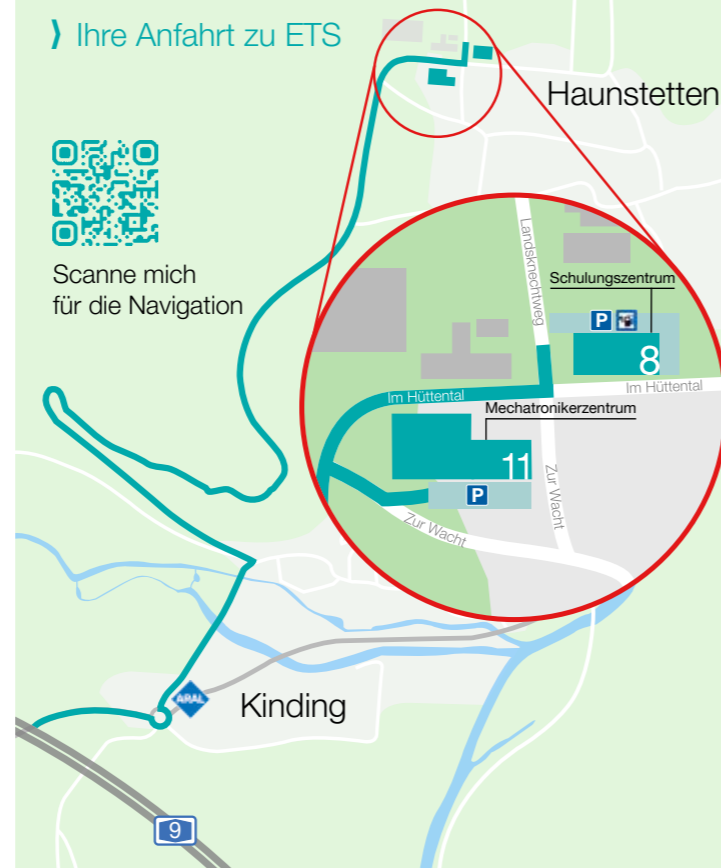 Ihre Anfahrt zu ETS
Haunstetten
Scanne mich
für die Navigation
Landsknechtweg
Schulungszentrum
P
8
Im Hüttental
Im Hüttental
Mechatronikerzentrum
11
P
Zur Wacht
Zur Wacht
ARAL
Kinding
9